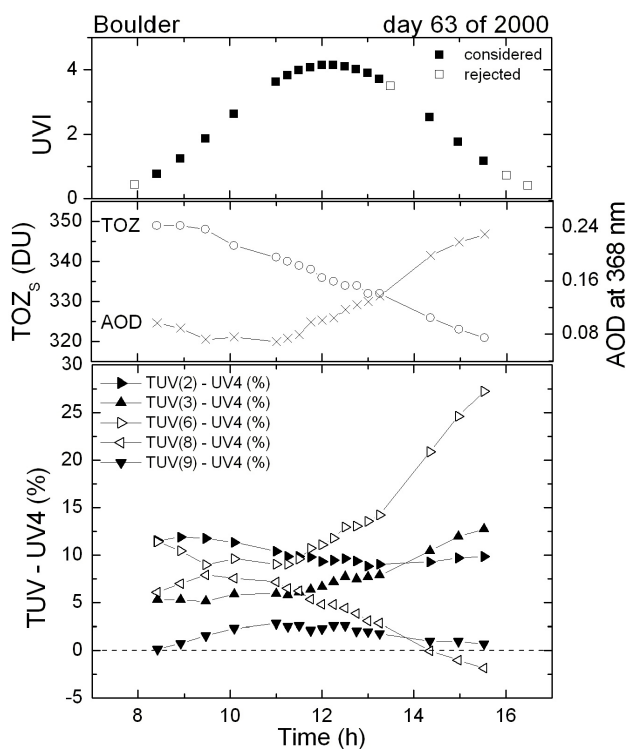 Boulder day 63 of 2000
considered
rejected
UVI
4
2
0
TOZ
AOD
TOZS (DU)
350
340
330
320
AOD at 368 nm
0.24
0.16
0.08
TUV(2) - UV4 (%)
TUV(3) - UV4 (%)
TUV(6) - UV4 (%)
TUV(8) - UV4 (%)
TUV(9) - UV4 (%)
TUV - UV4 (%)
30
25
20
15
10
5
0
-5
8 10 12 14 16
Time (h)